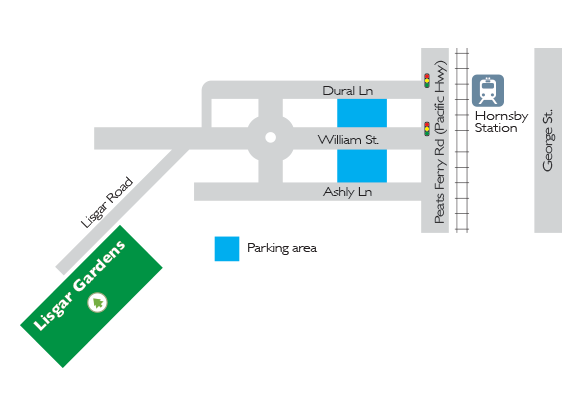 Dural Ln
William St.
Ashly Ln
Peats Ferry Rd (Pacific Hwy)
Hornsby
Station
George St.
Lisgar Road
Lisgar Gardens
Parking area